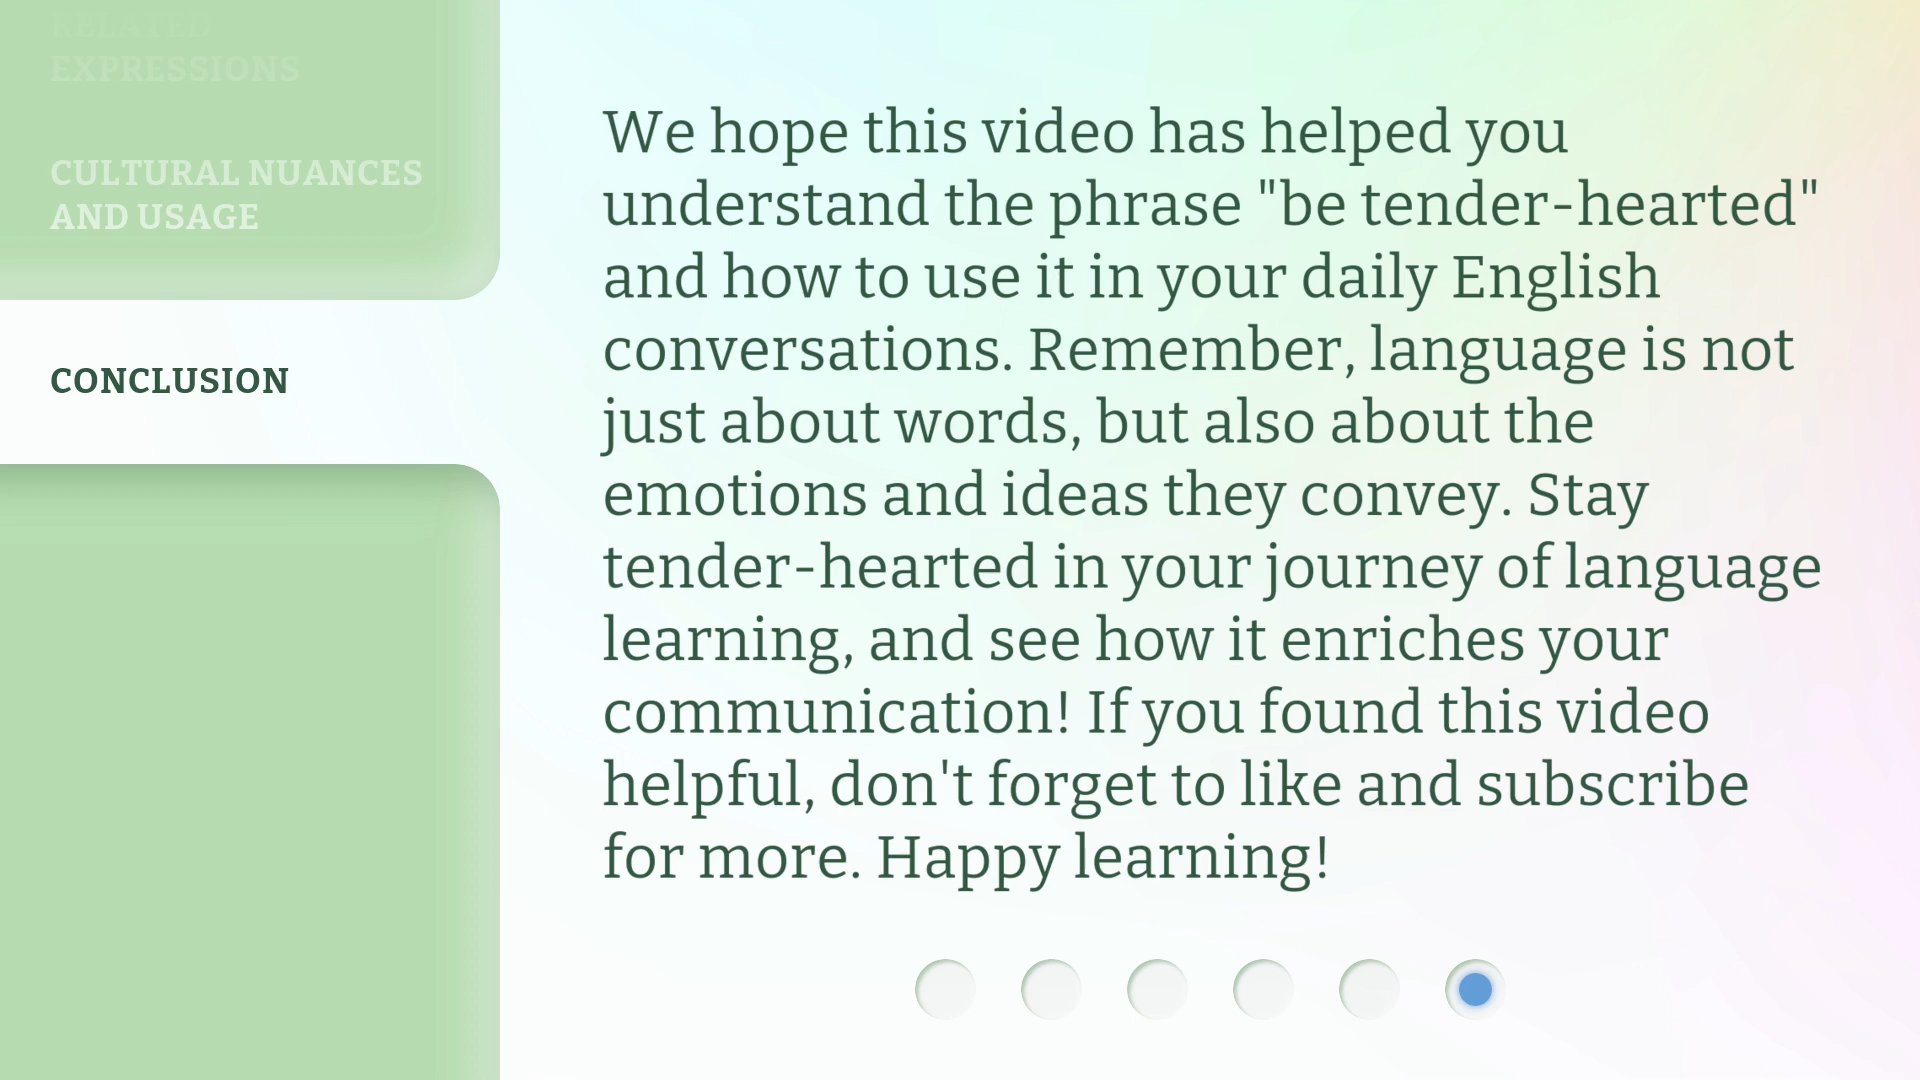 RELATED
EXPRESSIONS
CULTURAL NUANCES
AND USAGE
CONCLUSION
We hope this video has helped you
understand the phrase "be tender-hearted"
and how to use it in your daily English
conversations. Remember, language is not
just about words, but also about the
emotions and ideas they convey. Stay
tender-hearted in your journey of language
learning, and see how it enriches your
communication! If you found this video
helpful, don't forget to like and subscribe
for more. Happy learning!